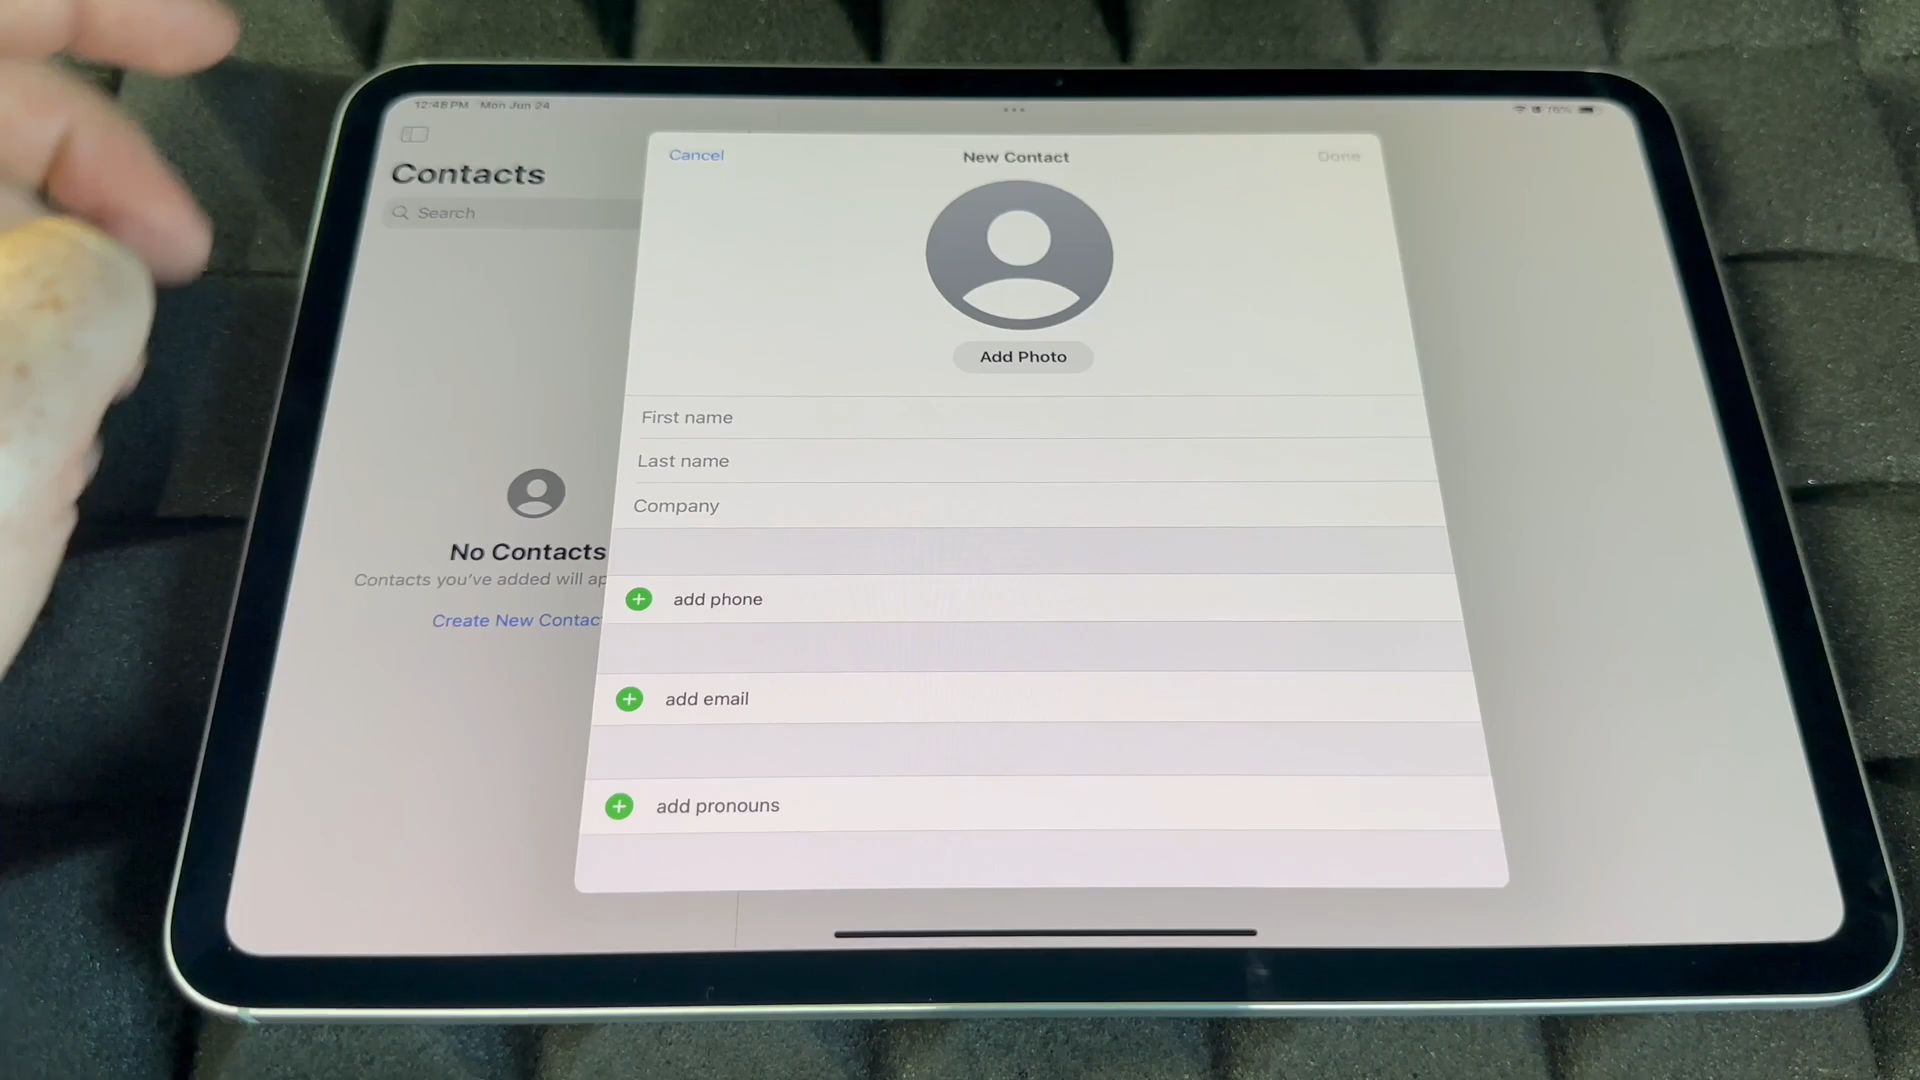 12:48 PM Mon Jun 24
76%
Contacts
Search
No Contacts
Contacts you've added will ap
Create New Contac
Cancel
New Contact
Done
Add Photo
First name
Last name
Company
add phone
add email
add pronouns